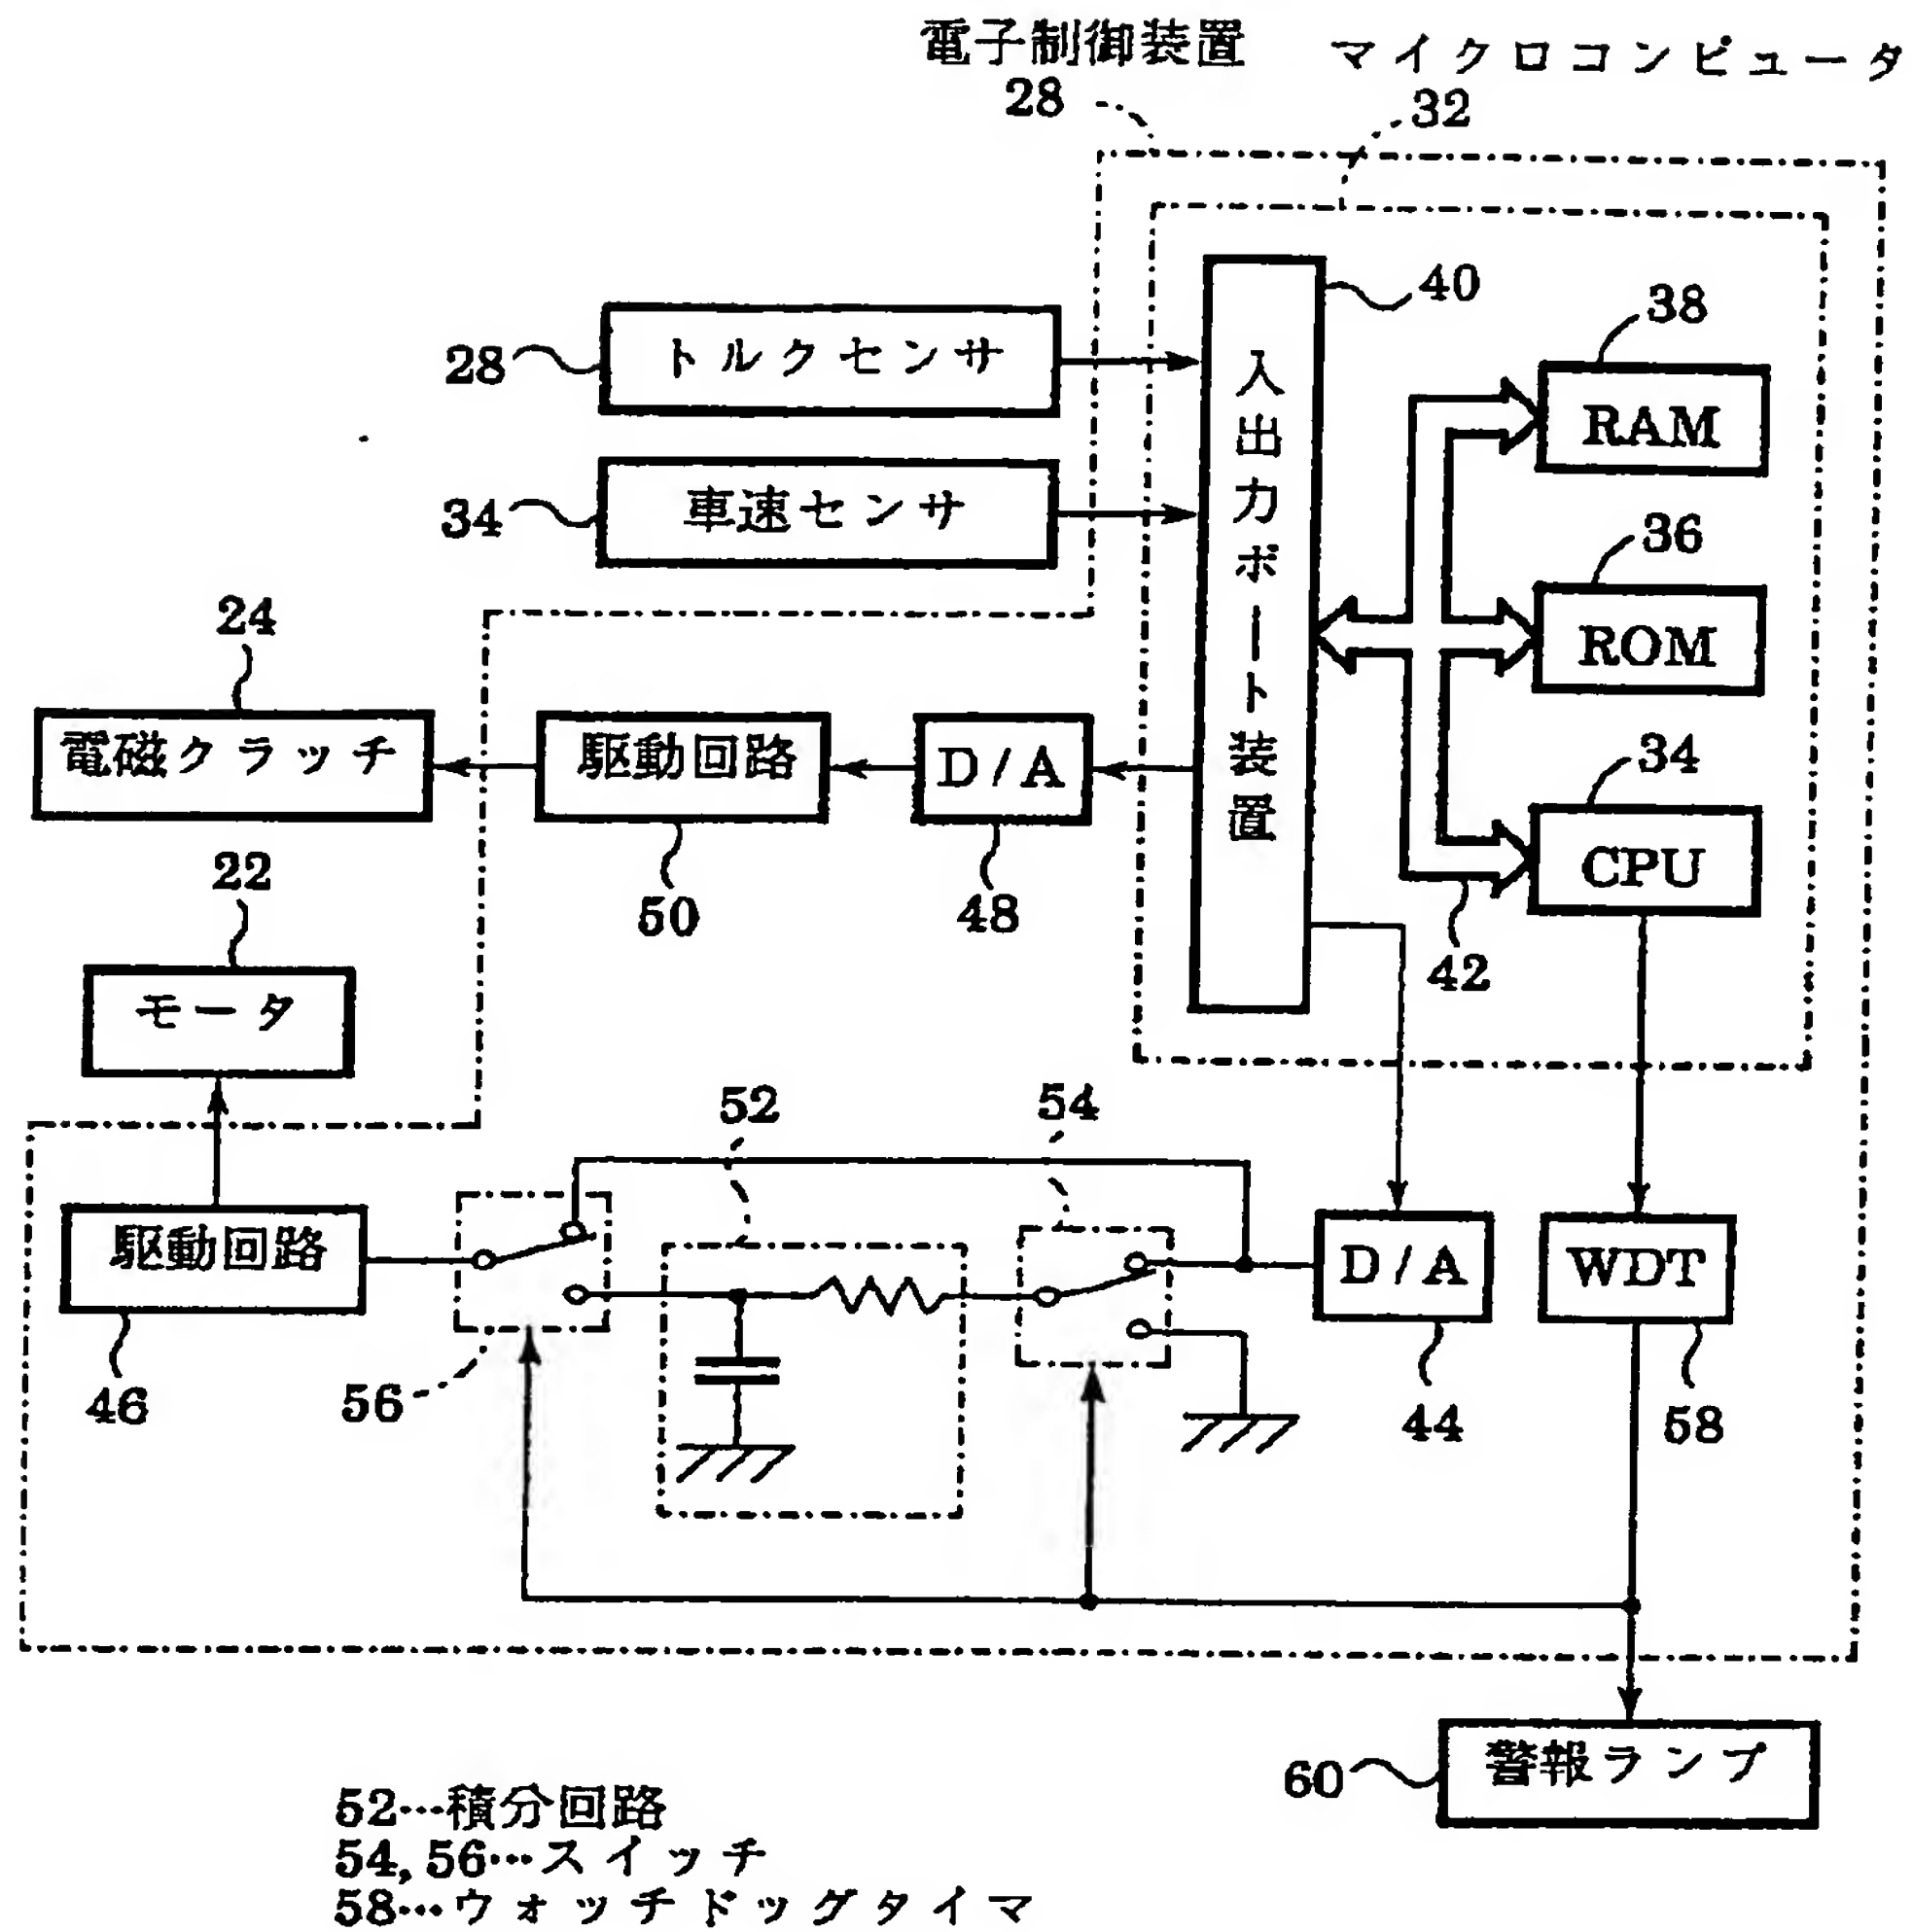 電子制御装置
28
マイクロコンピュータ
32
40
38
28
トルクセンサ
RAM
34
車速センサ
36
入出力ポート装置
ROM
24
電磁クラッチ
駆動回路
D/A
34
CPU
22
50
48
42
モータ
52
54
駆動回路
D/A
WDT
46
56
44
58
60
警報ランプ
52…積分回路
54,56…スイッチ
58…ウォッチドッグタイマ